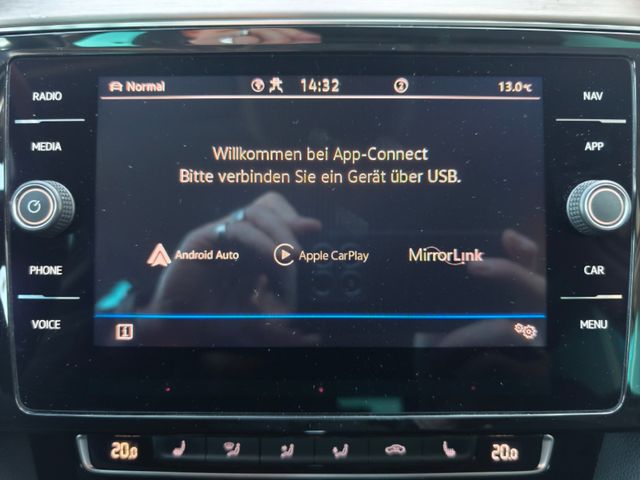 RADIO
MEDIA
PHONE
VOICE
Normal 14:32 2 13.0°C
Willkommen bei App-Connect
Bitte verbinden Sie ein Gerät über USB.
Android Auto Apple CarPlay MirrorLink
NAV
APP
CAR
MENU
20.0 20.0